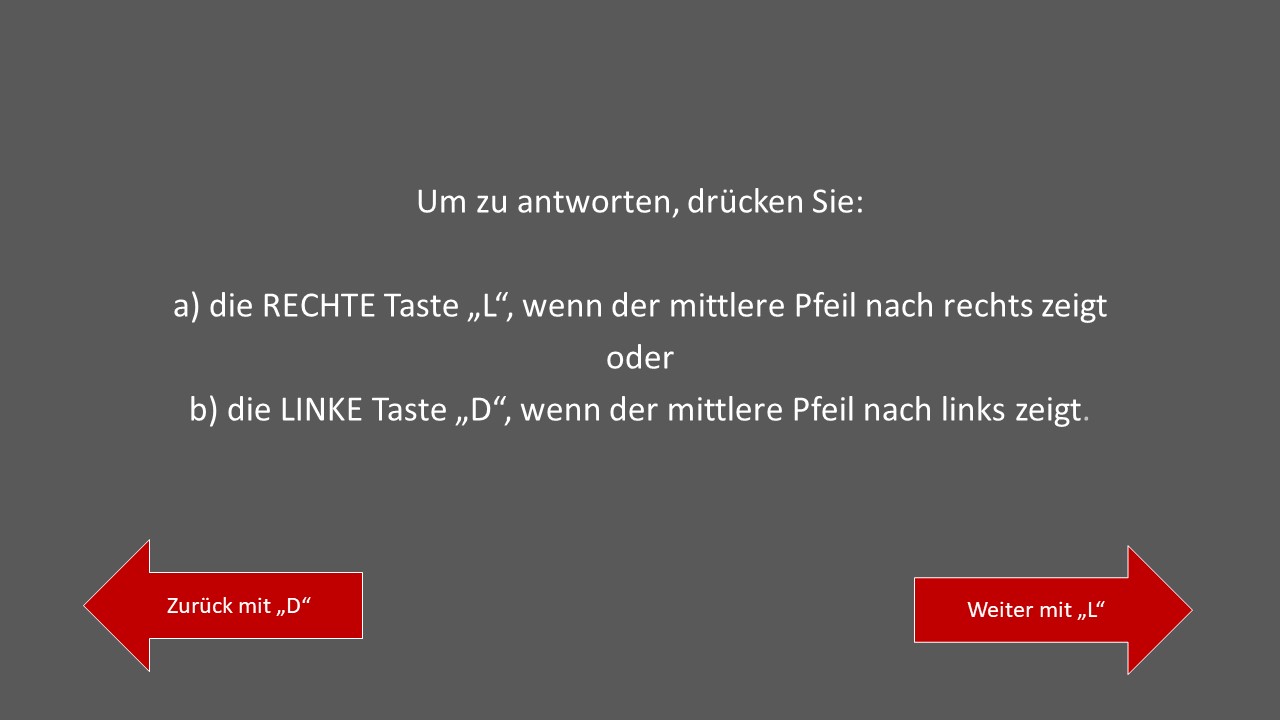 Um zu antworten, drücken Sie:
a) die RECHTE Taste „L“, wenn der mittlere Pfeil nach rechts zeigt
oder
b) die LINKE Taste „D“, wenn der mittlere Pfeil nach links zeigt.
Zurück mit „D“
Weiter mit „L“